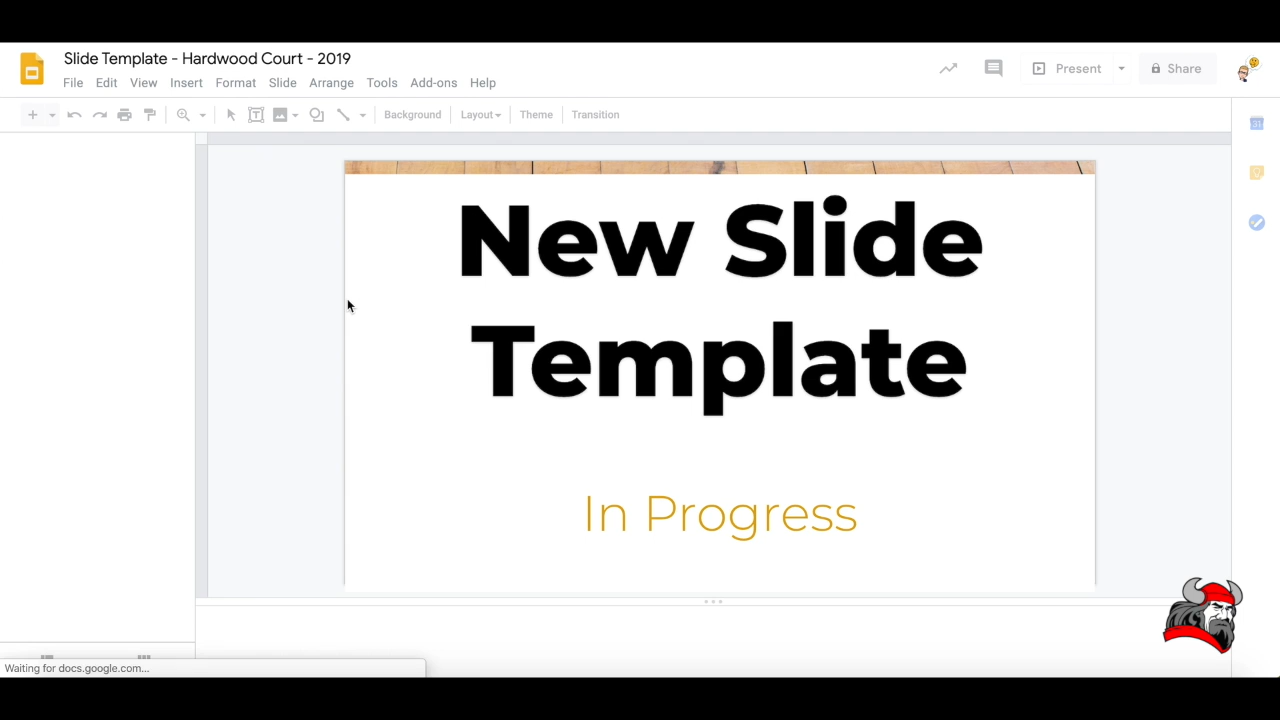 Slide Template - Hardwood Court - 2019
File Edit View Insert Format Slide Arrange Tools Add-ons Help
Present
Share
Background Layout Theme Transition
31
New Slide
Template
In Progress
Waiting for docs.google.com...